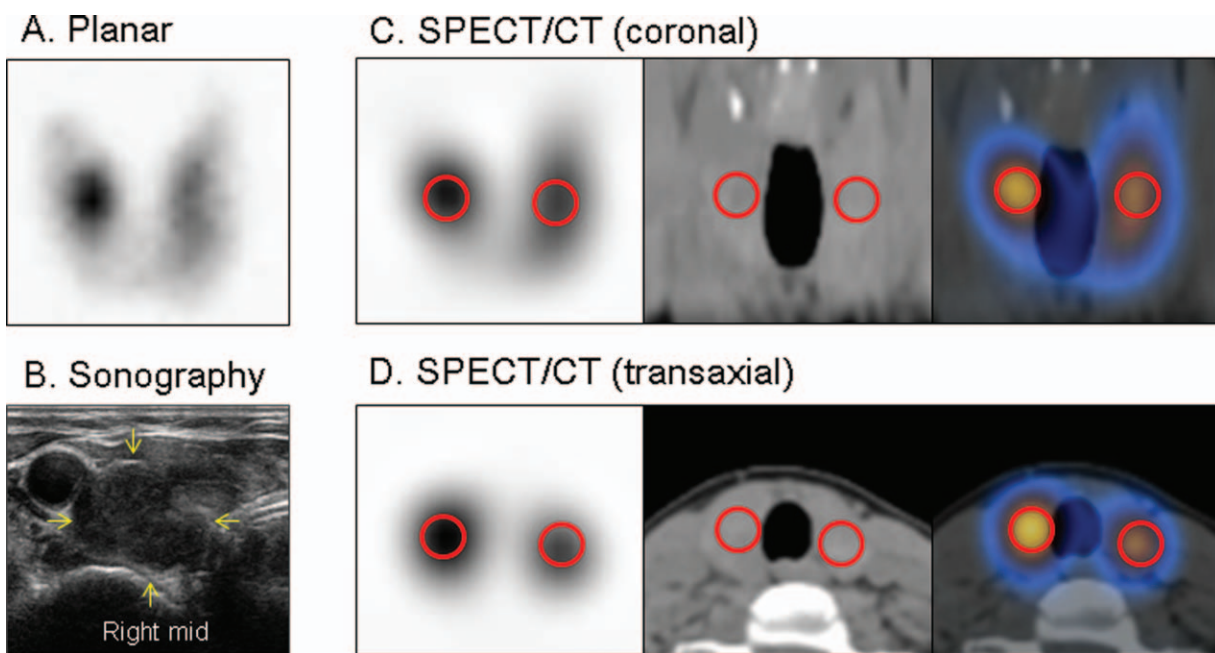 A. Planar
C. SPECT/CT (coronal)
B. Sonography
Right mid
D. SPECT/CT (transaxial)